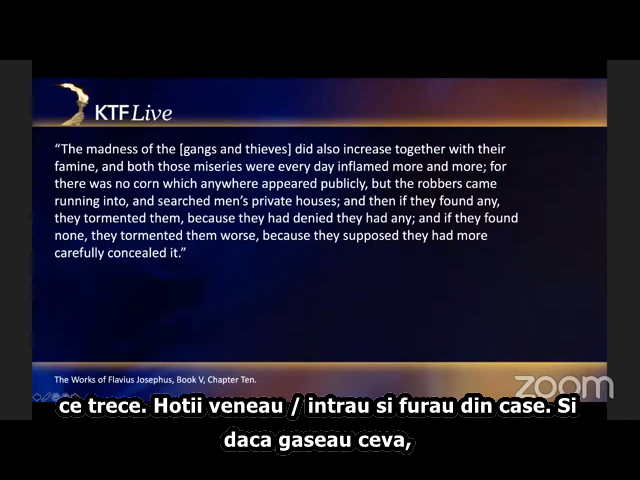 KTF Live
“The madness of the [gangs and thieves] did also increase together with their
famine, and both those miseries were every day inflamed more and more; for
there was no corn which anywhere appeared publicly, but the robbers came
running into, and searched men’s private houses; and then if they found any,
they tormented them, because they had denied they had any; and if they found
none, they tormented them worse, because they supposed they had more
carefully concealed it.”
The Works of Flavius Josephus, Book V, Chapter Ten.
zoom
ce trece. Hotii veneau / intrau si furau din case. Si
daca gaseau ceva,